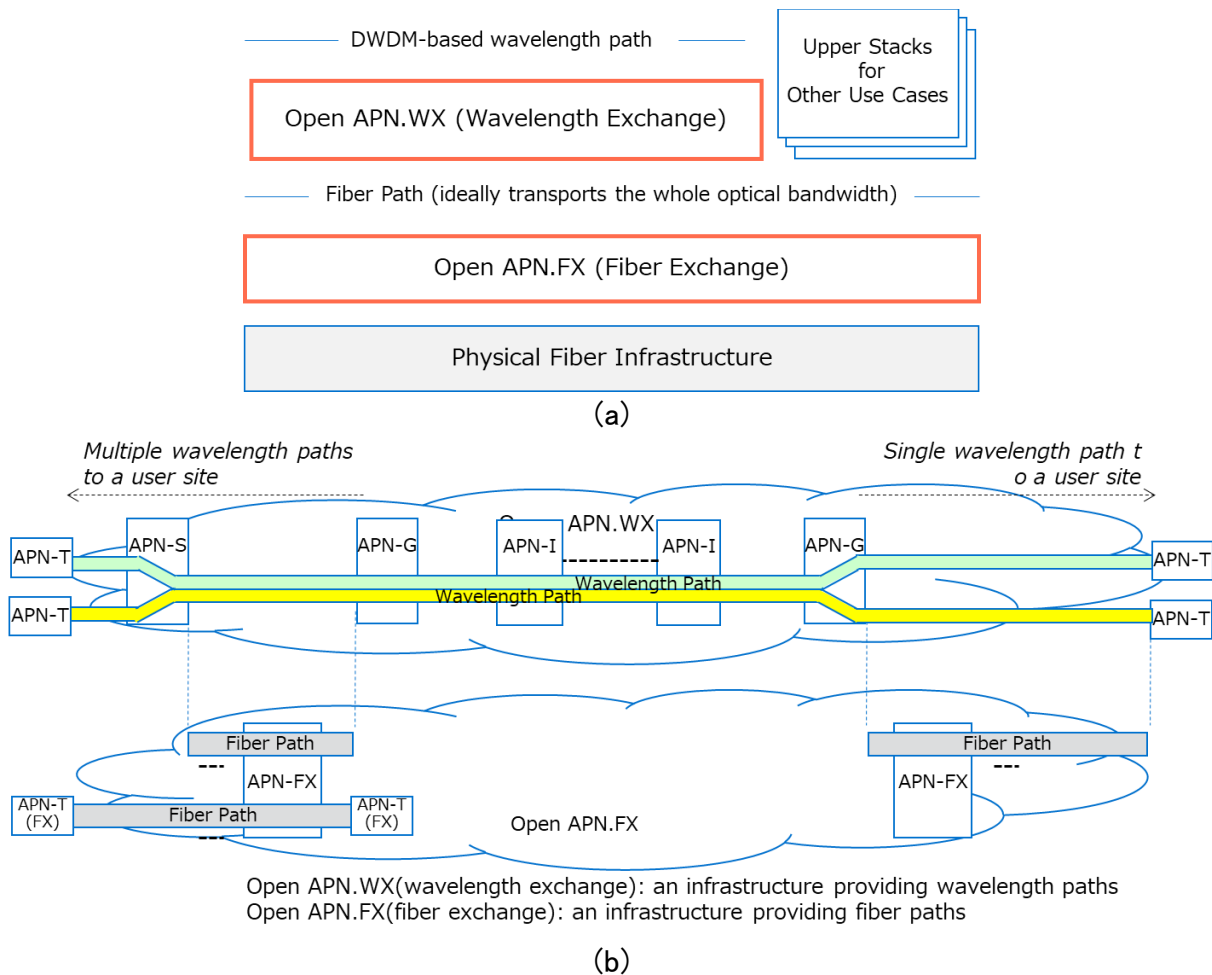 DWDM-based wavelength path
Upper Stacks
for
Other Use Cases
Open APN.WX (Wavelength Exchange)
Fiber Path (ideally transports the whole optical bandwidth)
Open APN.FX (Fiber Exchange)
Physical Fiber Infrastructure
(a)
Multiple wavelength paths
to a user site
Single wavelength path t
o a user site
APN.WX
APN-T
APN-S
APN-G
APN-I
APN-I
APN-G
APN-T
Wavelength Path
Wavelength Path
APN-T
APN-T
Fiber Path
Fiber Path
APN-FX
APN-FX
APN-T
(FX)
Fiber Path
APN-T
(FX)
Open APN.FX
Open APN.WX(wavelength exchange): an infrastructure providing wavelength paths
Open APN.FX(fiber exchange): an infrastructure providing fiber paths
(b)